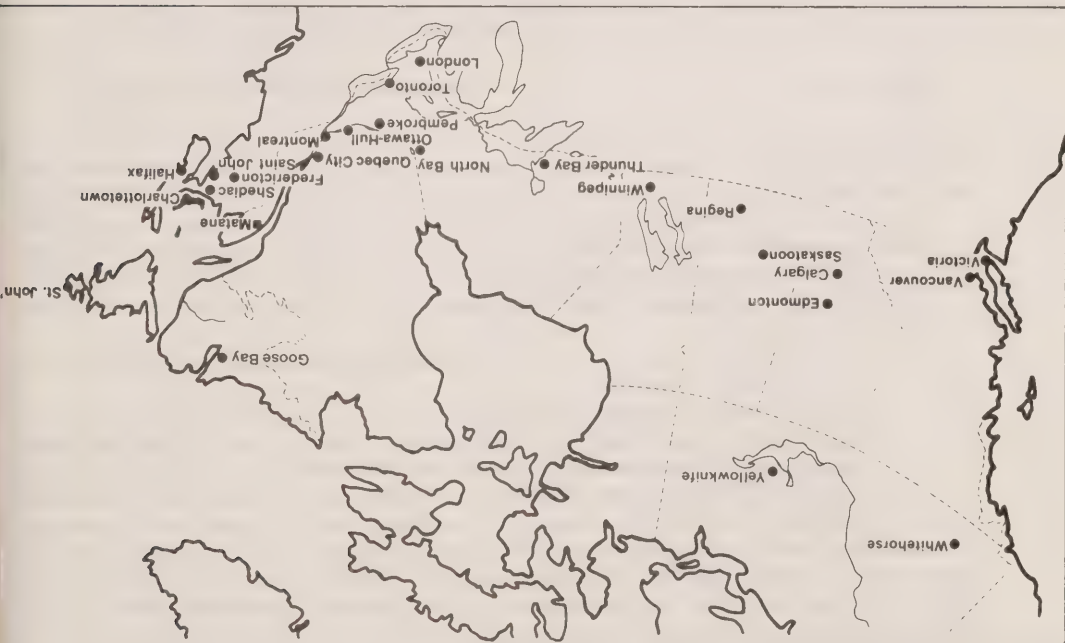 Whitehorse
Yellowknife
Goose Bay
Edmonton
St. John'
Vancouver
Calgary
Victoria
Saskatoon
Matane
Regina
Charlottetown
Winnipeg
Shediac
Fredericton
Halifax
Thunder Bay
North Bay
Quebec City
Saint John
Montreal
Ottawa-Hull
Pembroke
Toronto
London